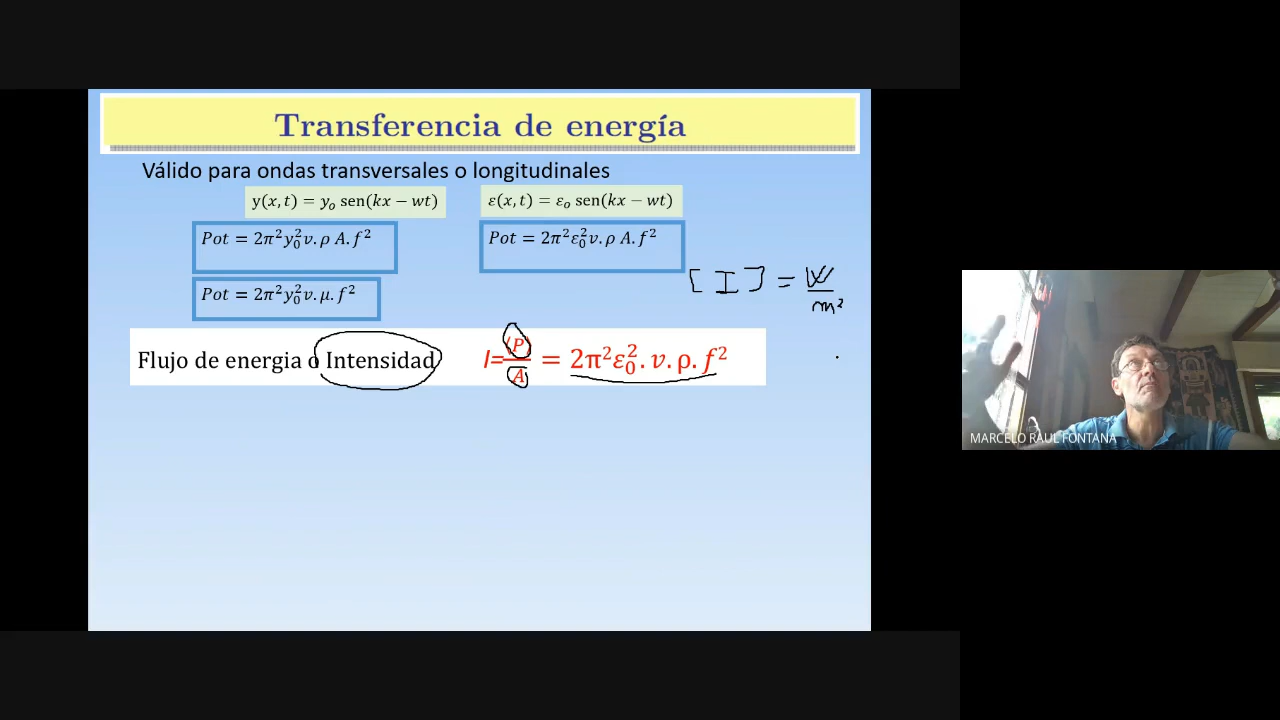 Transferencia de energía
Válido para ondas transversales o longitudinales
y(x, t) = y₀ sen(kx − wt)
ε(x, t) = ε₀ sen(kx − wt)
Pot = 2π²y₀²v. ρ A. f²
Pot = 2π²ε₀²v. ρ A. f²
[ I ] = W/m²
Pot = 2π²y₀²v. μ. f²
Flujo de energia o Intensidad I= P/A = 2π²ε₀². v. ρ. f²
MARCELO RAUL FONTANA